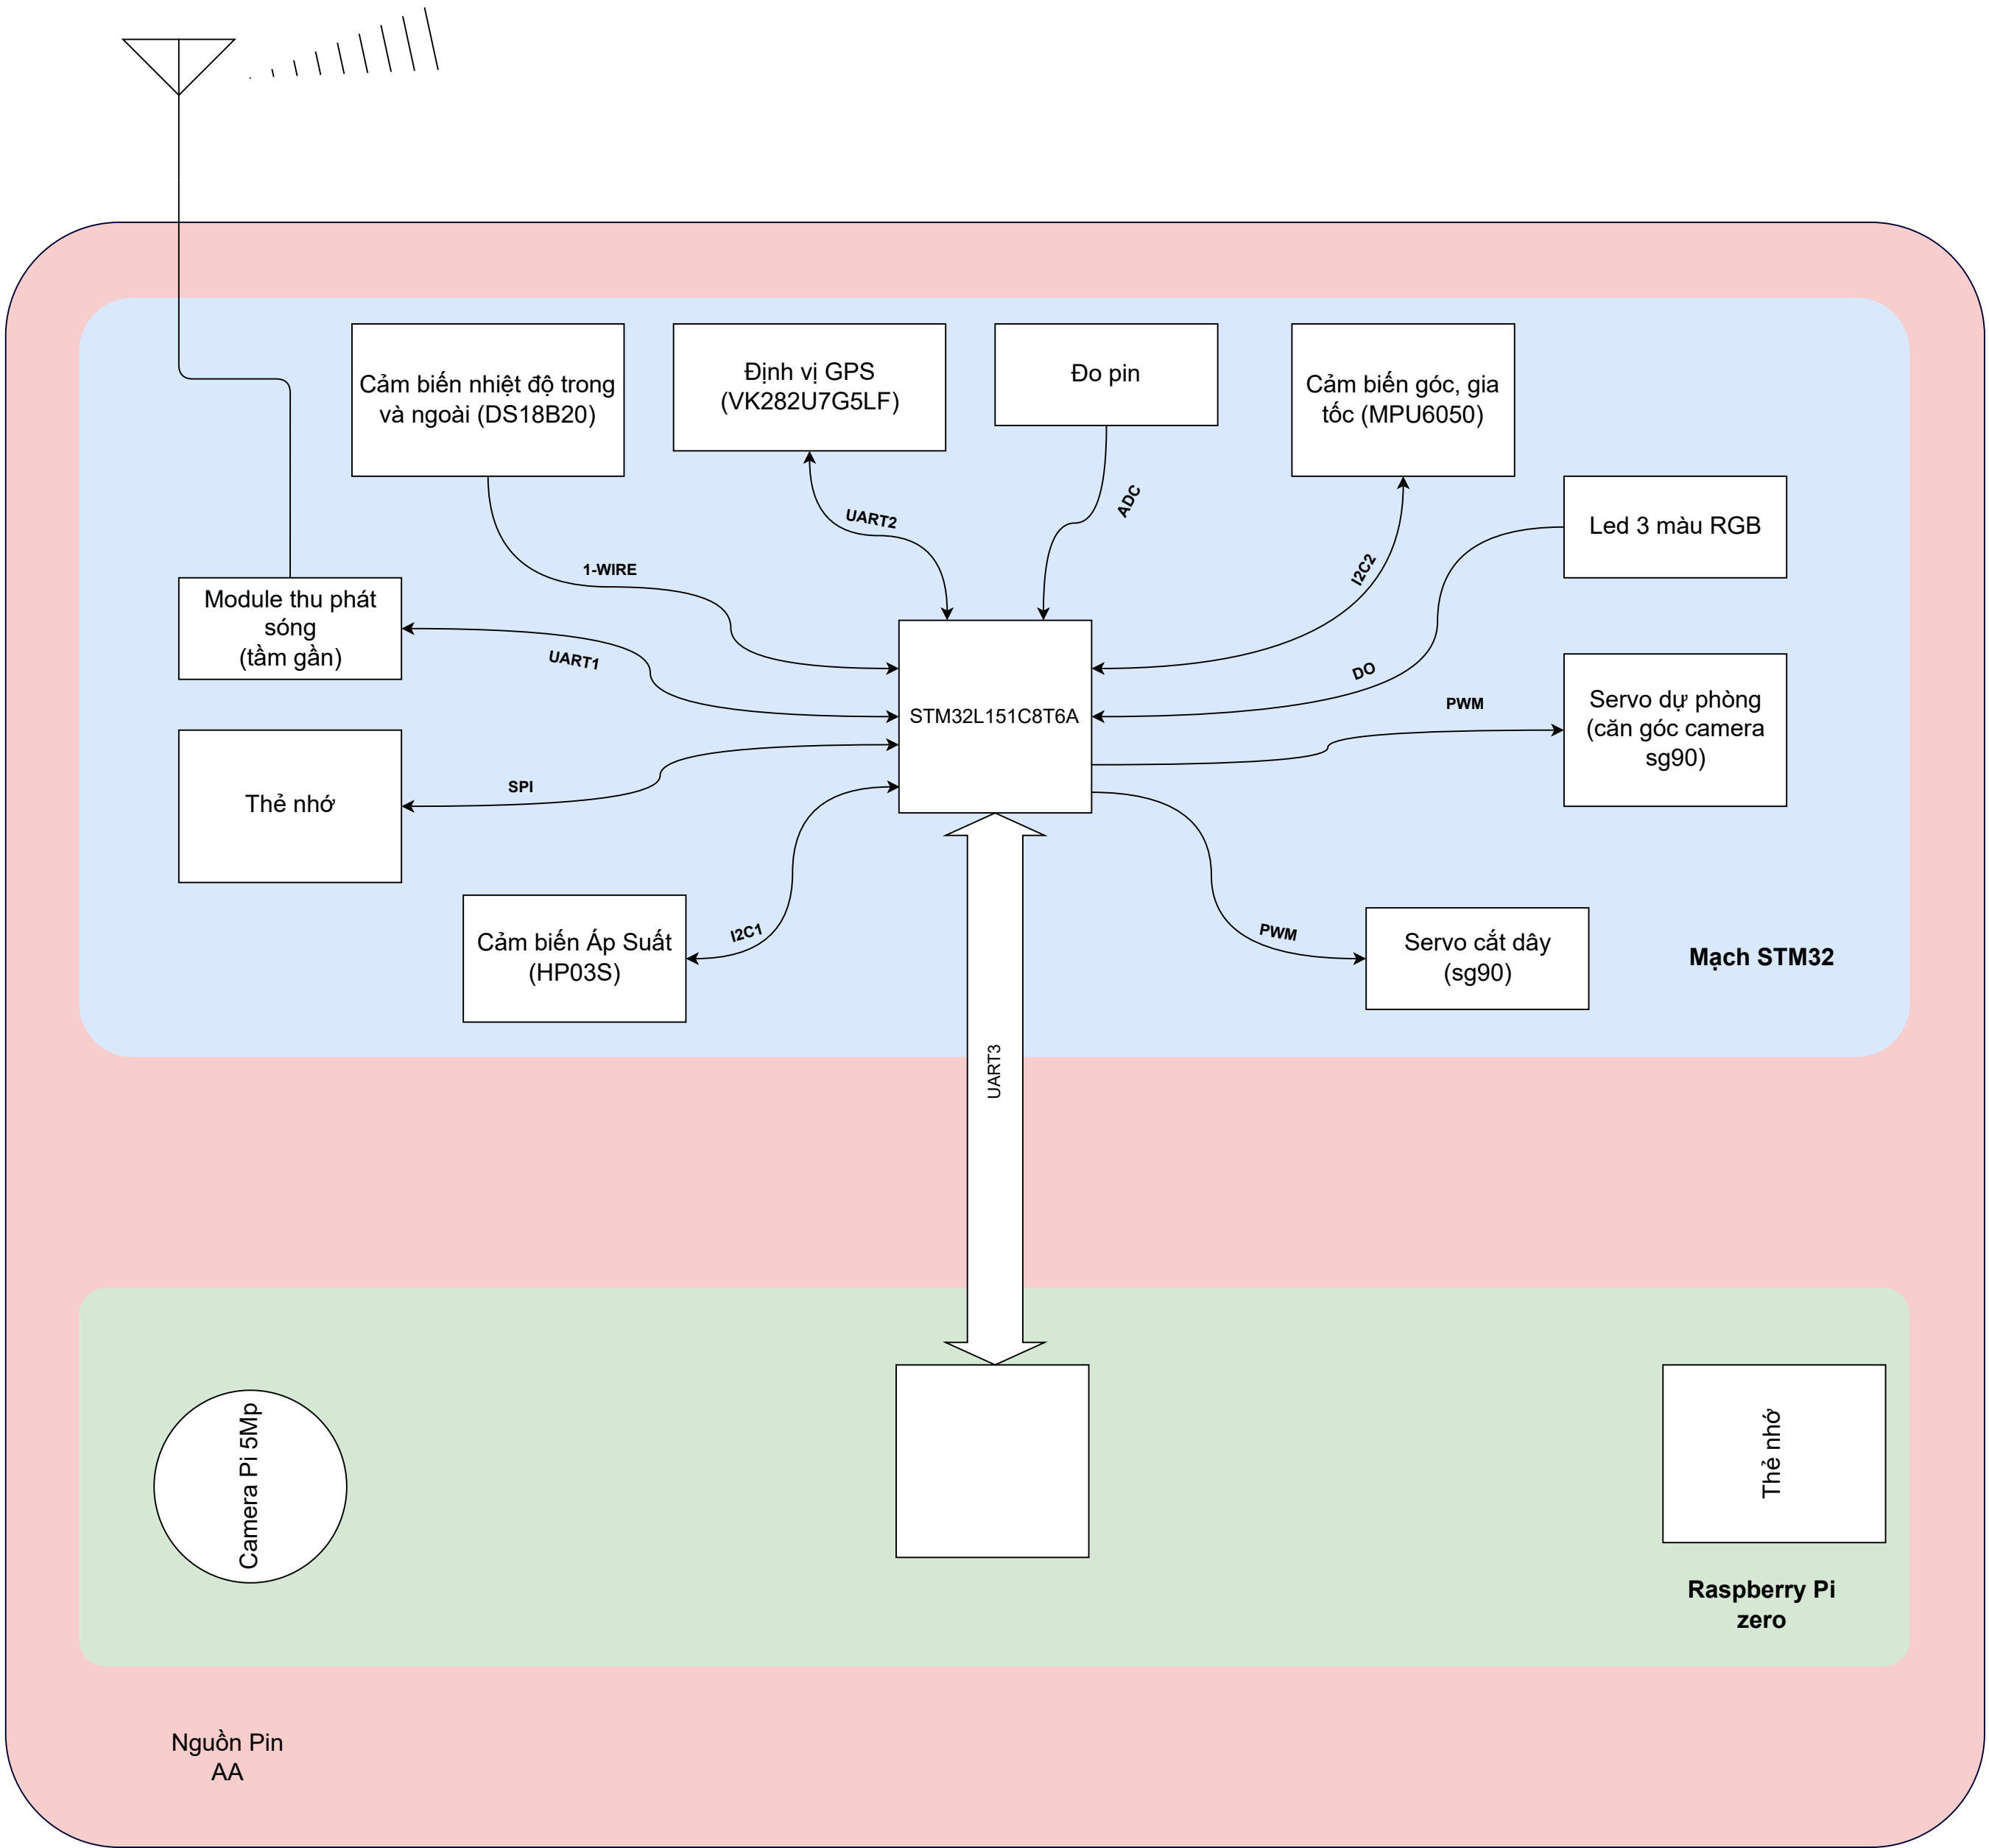 Cảm biến nhiệt độ trong
và ngoài (DS18B20)
Định vị GPS
(VK282U7G5LF)
Đo pin
Cảm biến góc, gia
tốc (MPU6050)
Led 3 màu RGB
UART2
ADC
I2C2
1-WIRE
Module thu phát
sóng
(tầm gần)
UART1
DO
STM32L151C8T6A
PWM
Servo dự phòng
(căn góc camera
sg90)
Thẻ nhớ
SPI
Cảm biến Áp Suất
(HP03S)
I2C1
PWM
Servo cắt dây
(sg90)
Mạch STM32
UART3
Camera Pi 5Mp
Thẻ nhớ
Raspberry Pi
zero
Nguồn Pin
AA